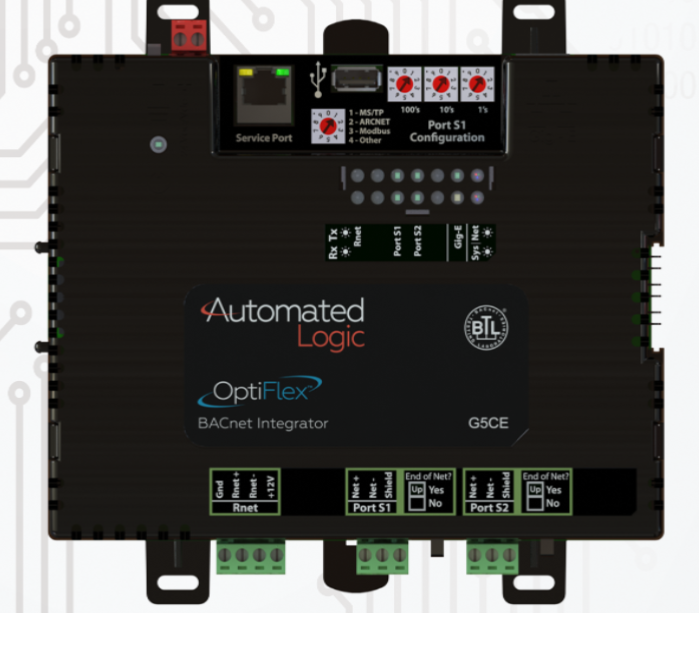 Service Port
1 - MS/TP
2 - ARCNET
3 - Modbus
4 - Other
100's
10's
1's
Port S1
Configuration
Rx Tx
Rnet
Port S1
Port S2
Gig-E
Sys Net
Automated
Logic
BTL
OptiFlex™
BACnet Integrator
G5CE
Gnd
Rnet +
Rnet -
+12V
Rnet
Net +
Net -
Shield
End of Net?
Up Yes
No
Port S1
Net +
Net -
Shield
End of Net?
Up Yes
No
Port S2